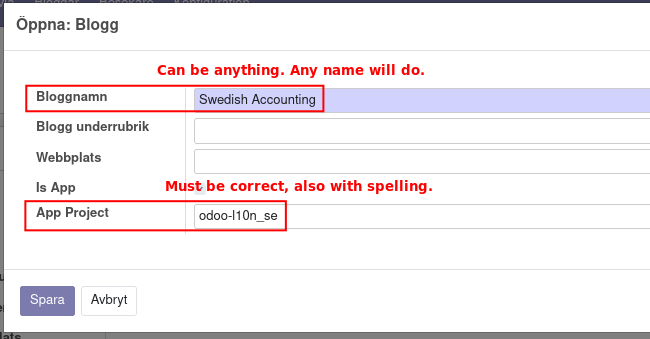 Öppna: Blogg
Can be anything. Any name will do.
Bloggnamn Swedish Accounting
Blogg underrubrik
Webbplats
Is App
Must be correct, also with spelling.
App Project odoo-l10n_se
Spara Avbryt